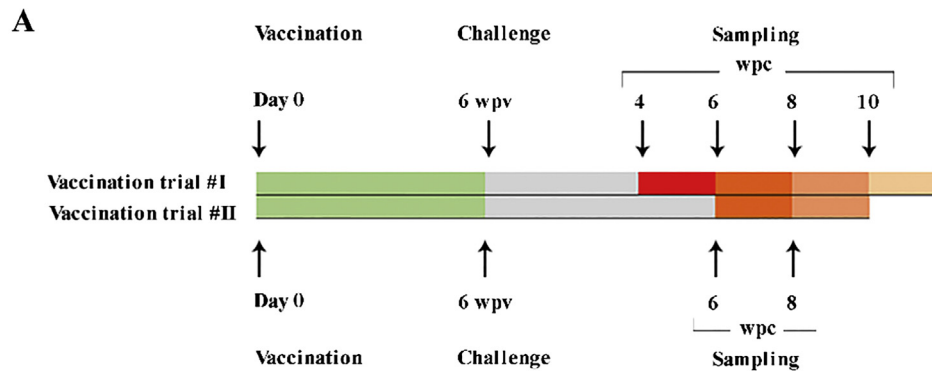 A
Vaccination Challenge Sampling
wpc
Day 0 6 wpv 4 6 8 10
Vaccination trial #I
Vaccination trial #II
Day 0 6 wpv 6 8
wpc
Vaccination Challenge Sampling